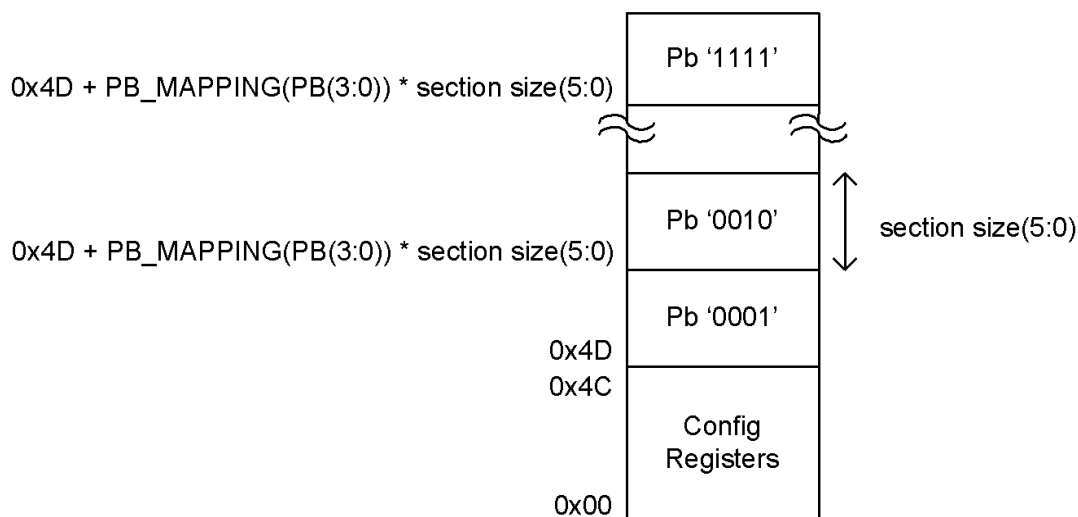 Pb ‘1111’
0x4D + PB_MAPPING(PB(3:0)) * section size(5:0)
Pb ‘0010’
section size(5:0)
0x4D + PB_MAPPING(PB(3:0)) * section size(5:0)
Pb ‘0001’
0x4D
0x4C
Config
Registers
0x00